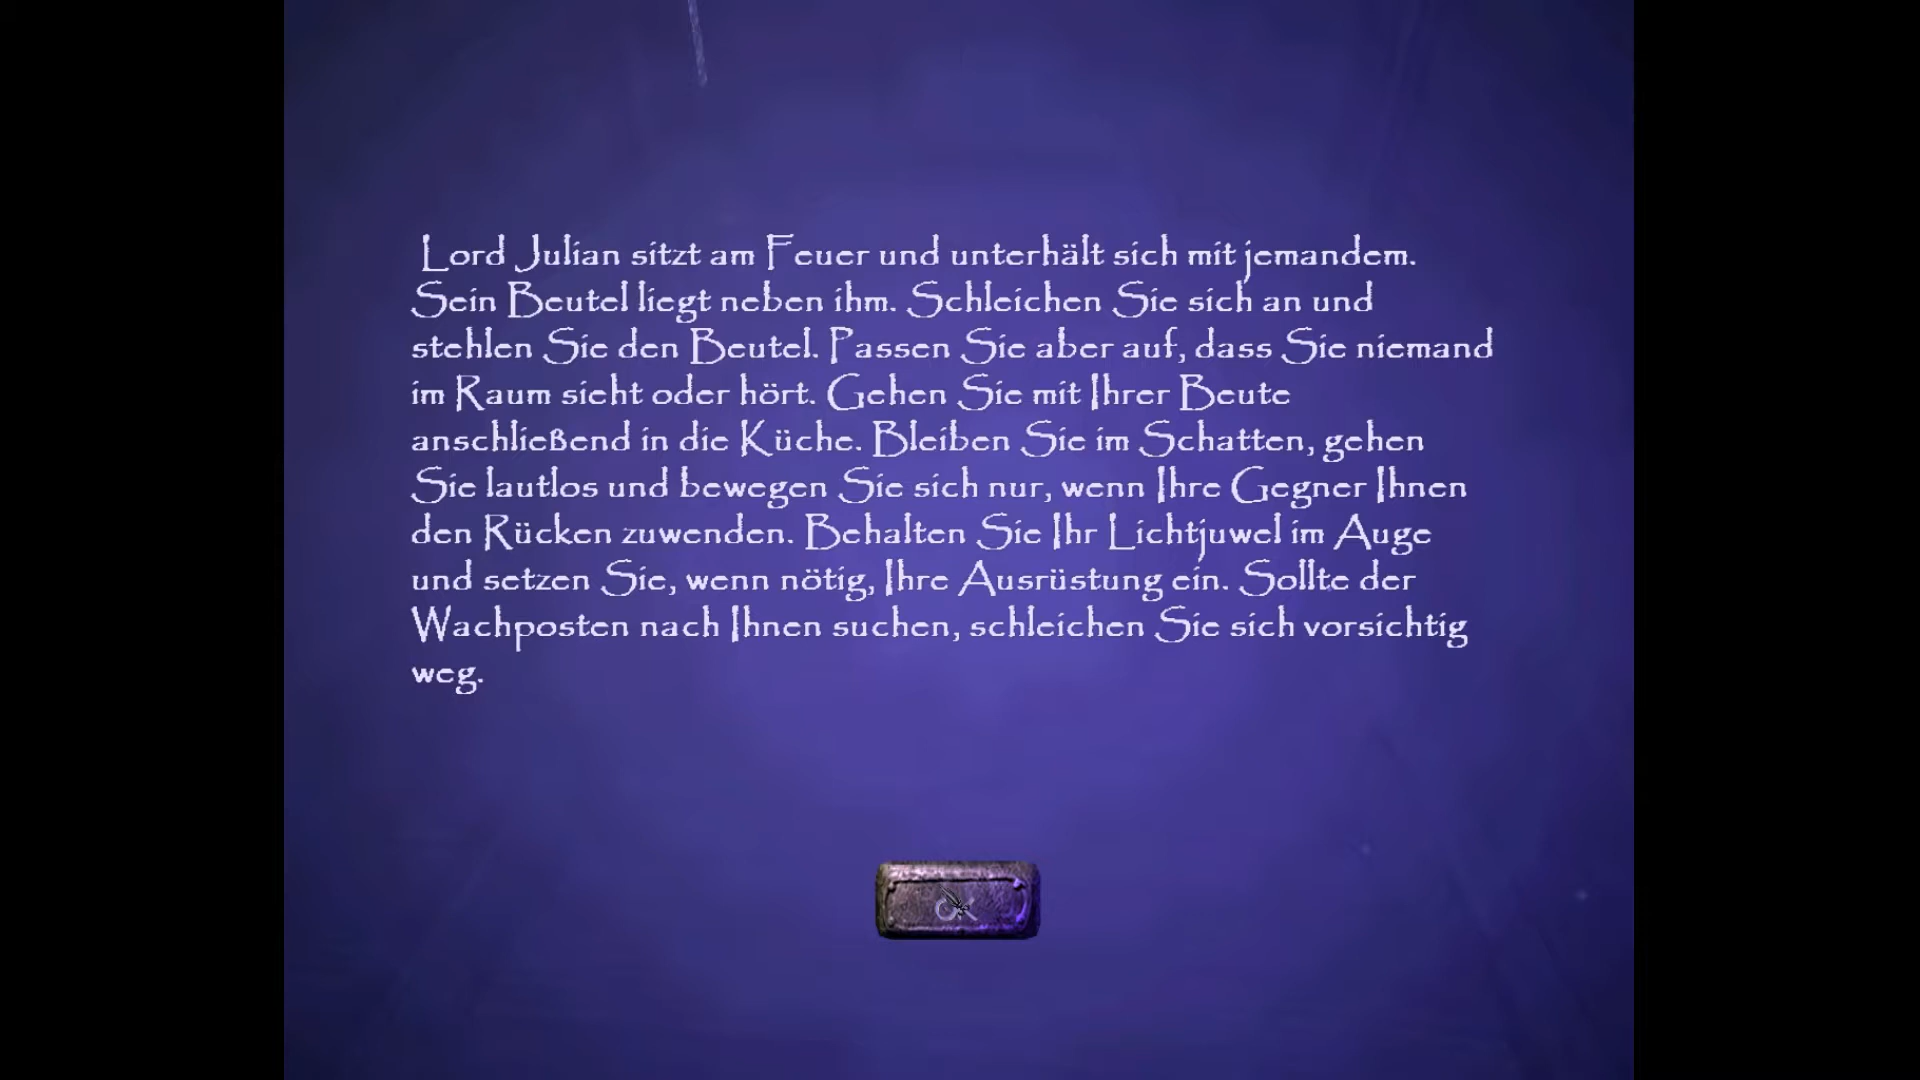 Lord Julian sitzt am Feuer und unterhält sich mit jemandem.
Sein Beutel liegt neben ihm. Schleichen Sie sich an und
stehlen Sie den Beutel. Passen Sie aber auf, dass Sie niemand
im Raum sieht oder hört. Gehen Sie mit Ihrer Beute
anschließend in die Küche. Bleiben Sie im Schatten, gehen
Sie lautlos und bewegen Sie sich nur, wenn Ihre Gegner Ihnen
den Rücken zuwenden. Behalten Sie Ihr Lichtjuwel im Auge
und setzen Sie, wenn nötig, Ihre Ausrüstung ein. Sollte der
Wachposten nach Ihnen suchen, schleichen Sie sich vorsichtig
weg.
OK